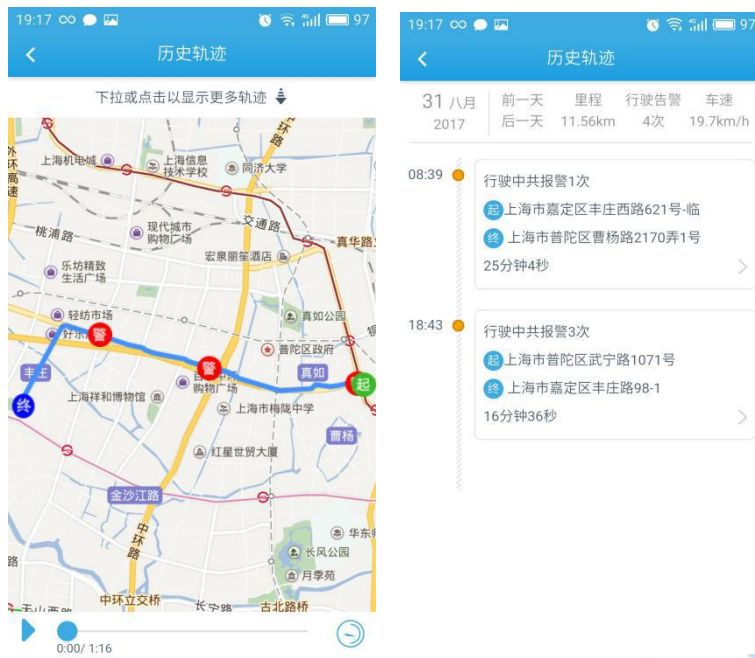 19:17 97
历史轨迹
下拉或点击以显示更多轨迹
环路
上海机电城
上海信息
技术学校
同济大学
外环高速
现代城市
购物广场
交通路
桃浦路
真华路
宏泉丽笙酒店
乐坊精致
生活广场
轻纺市场
真如公园
警
普陀区政府
警
丰庄
购物广场
真如
起
终
上海祥和博物馆
上海市梅陇中学
曹杨
红星世贸大厦
金沙江路
中环路
华东
长风公园
路
月季苑
中环立交桥
长宁路
古北路桥
天山西路
0:00/ 1:16
19:17 97
历史轨迹
31 八月 前一天 里程 行驶告警 车速
2017 后一天 11.56km 4次 19.7km/h
08:39
行驶中共报警1次
起 上海市嘉定区丰庄西路621号-临
终 上海市普陀区曹杨路2170弄1号
25分钟4秒
18:43
行驶中共报警3次
起 上海市普陀区武宁路1071号
终 上海市嘉定区丰庄路98-1
16分钟36秒